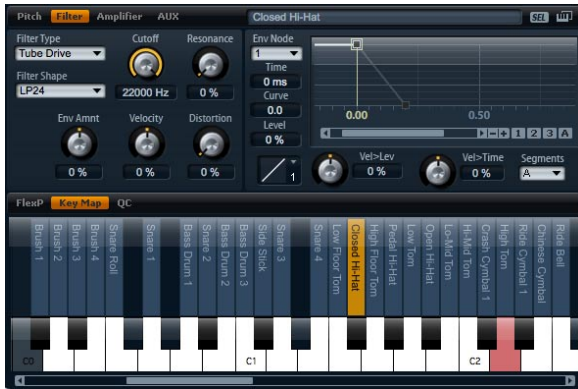 Pitch Filter Amplifier AUX Closed Hi-Hat SEL
Filter Type Cutoff Resonance Env Node
Tube Drive 1
Filter Shape Time
LP24 22000 Hz 0 % 0 ms
Curve
0.0 0.00 0.50
Env Amnt Velocity Distortion Level
0 % - + 1 2 3 A
Vel>Lev Vel>Time Segments
0 % 0 % 0 % 1 0 % 0 % A
FlexP Key Map QC
Brush 1
Brush 2
Brush 3
Brush 4
Snare Roll
Snare 1
Bass Drum 1
Snare 2
Bass Drum 2
Bass Drum 3
Side Stick
Snare 3
Snare 4
Low Floor Tom
Closed Hi-Hat
High Floor Tom
Pedal Hi-Hat
Low Tom
Open Hi-Hat
Lo-Mid Tom
Hi-Mid Tom
Crash Cymbal 1
High Tom
Ride Cymbal 1
Chinese Cymbal
Ride Bell
C0 C1 C2